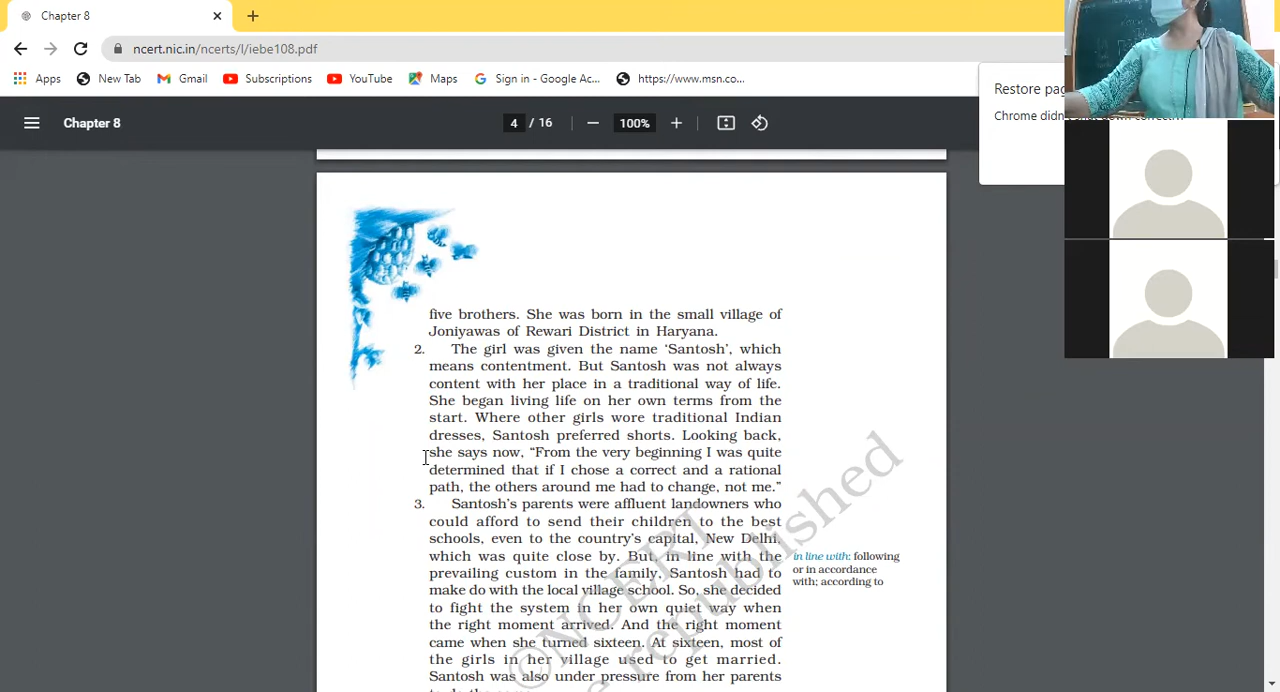 Chapter 8
ncert.nic.in/ncerts/l/iebe108.pdf
Apps
New Tab
Gmail
Subscriptions
YouTube
Maps
Sign in - Google Ac...
https://www.msn.co...
Restore pag
Chrome didn
Chapter 8
4 / 16
100%
five brothers. She was born in the small village of
Joniyawas of Rewari District in Haryana.
2. The girl was given the name ‘Santosh’, which
means contentment. But Santosh was not always
content with her place in a traditional way of life.
She began living life on her own terms from the
start. Where other girls wore traditional Indian
dresses, Santosh preferred shorts. Looking back,
she says now, “From the very beginning I was quite
determined that if I chose a correct and a rational
path, the others around me had to change, not me.”
3. Santosh’s parents were affluent landowners who
could afford to send their children to the best
schools, even to the country’s capital, New Delhi,
which was quite close by. But, in line with the
prevailing custom in the family, Santosh had to
make do with the local village school. So, she decided
to fight the system in her own quiet way when
the right moment arrived. And the right moment
came when she turned sixteen. At sixteen, most of
the girls in her village used to get married.
Santosh was also under pressure from her parents
in line with: following
or in accordance
with; according to
©NCERT
republished